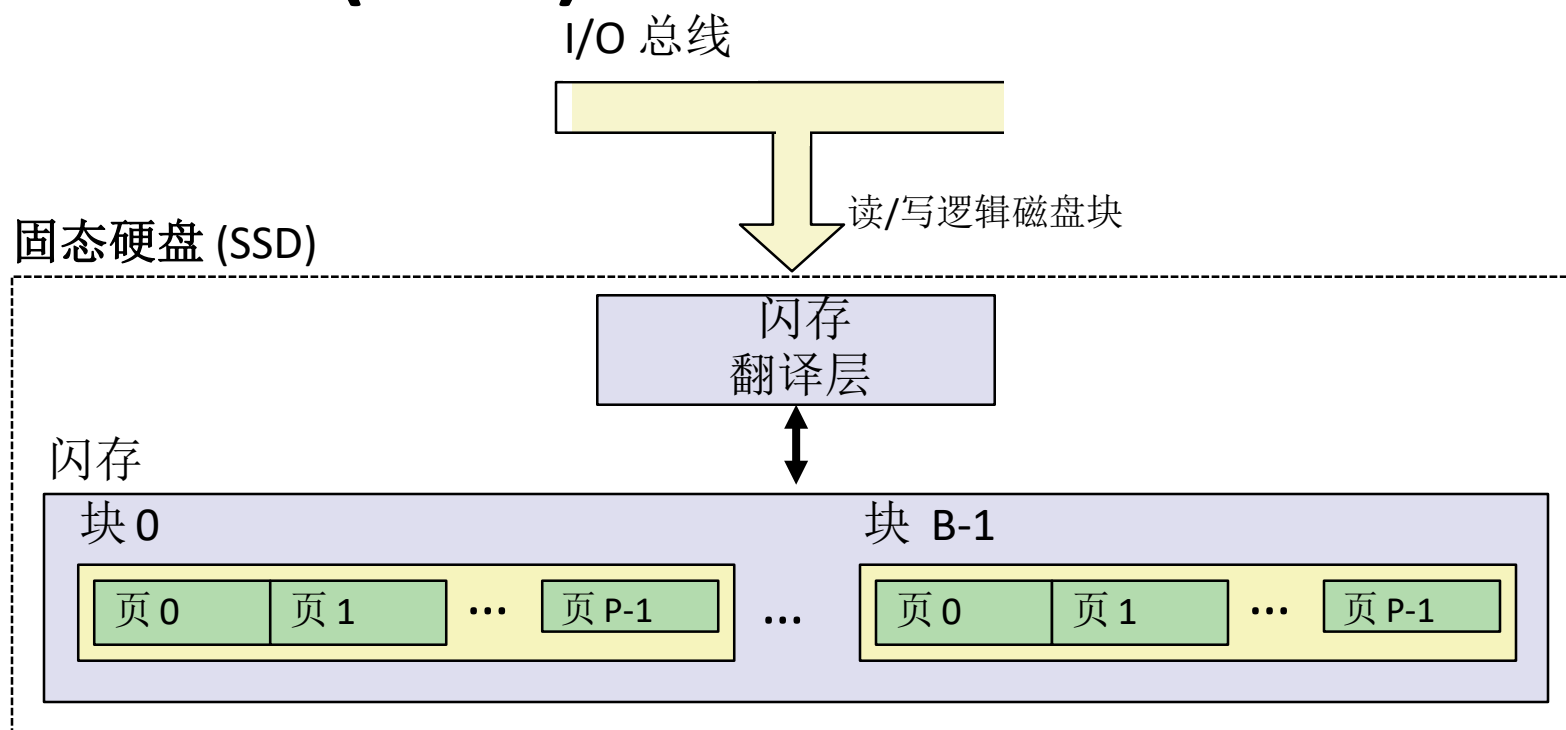 I/O 总线
读/写逻辑磁盘块
固态硬盘 (SSD)
闪存
翻译层
闪存
块 0
块 B-1
页 0
页 1
...
页 P-1
...
页 0
页 1
...
页 P-1